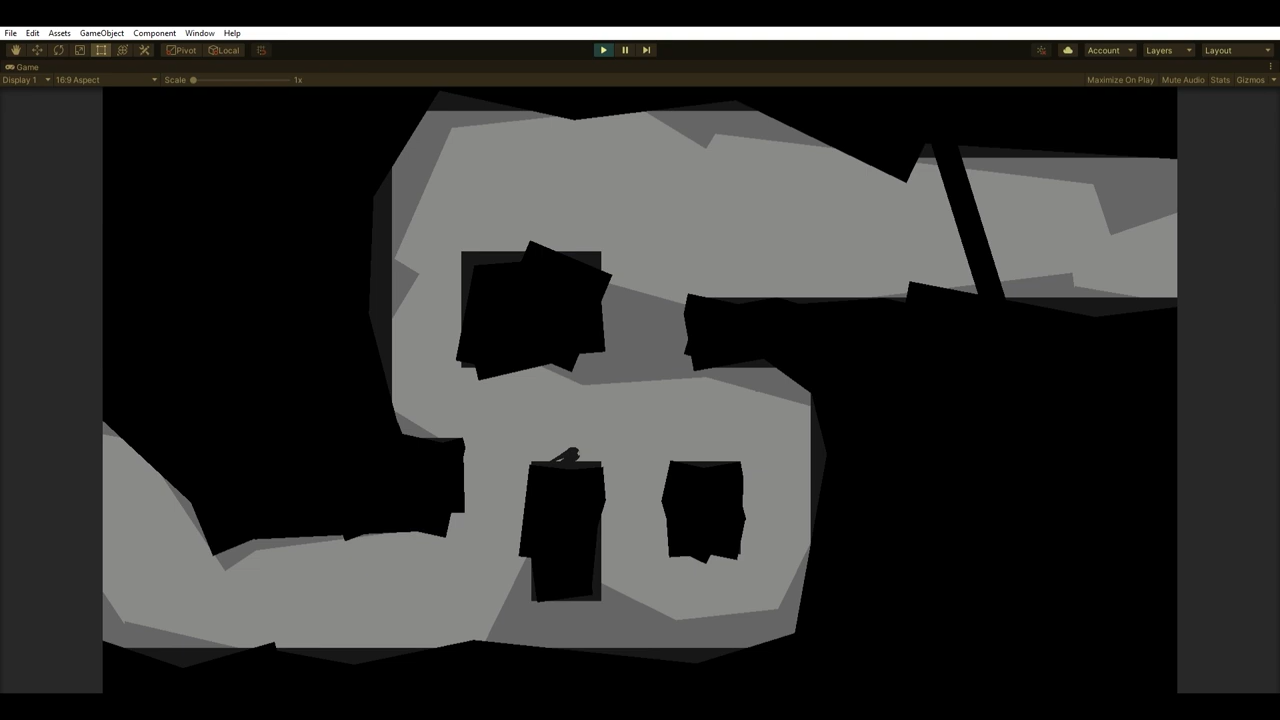 File Edit Assets GameObject Component Window Help
Pivot Local Account Layers Layout
Game
Display 1 16:9 Aspect Scale 1x Maximize On Play Mute Audio Stats Gizmos